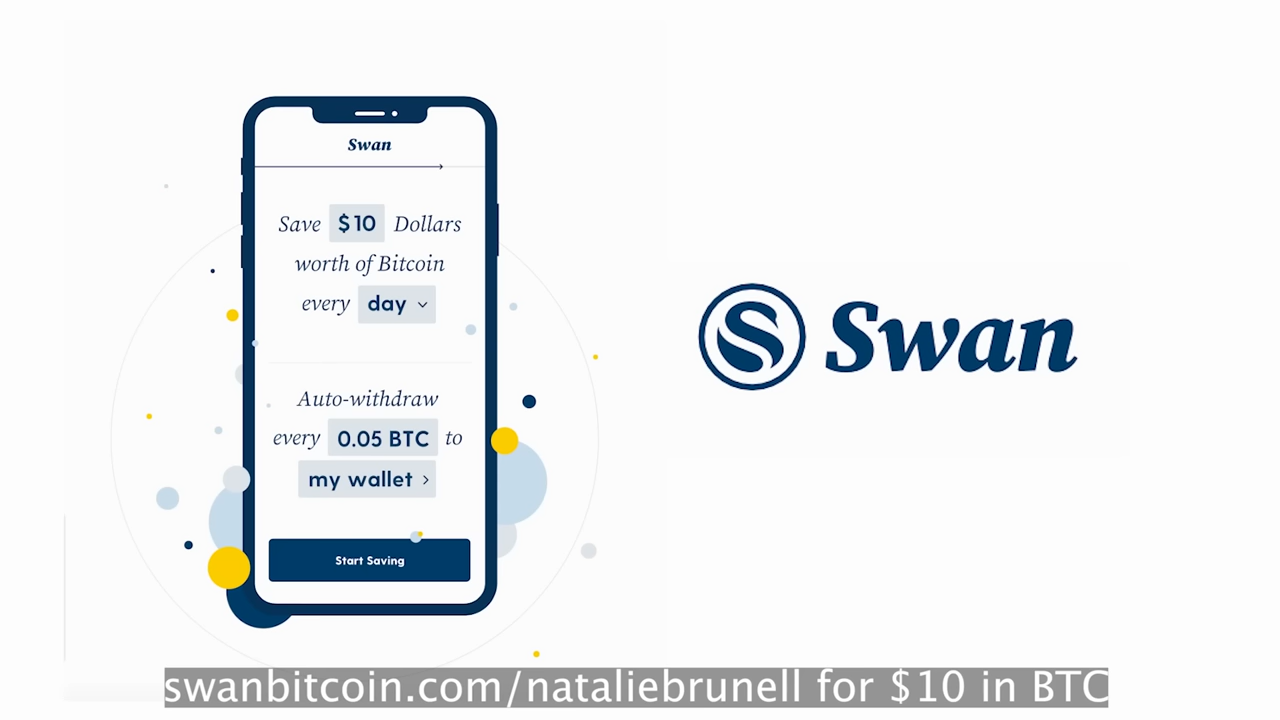 Swan
Save $10 Dollars
worth of Bitcoin
every day
Auto-withdraw
every 0.05 BTC to
my wallet
Start Saving
Swan
swanbitcoin.com/nataliebrunell for $10 in BTC